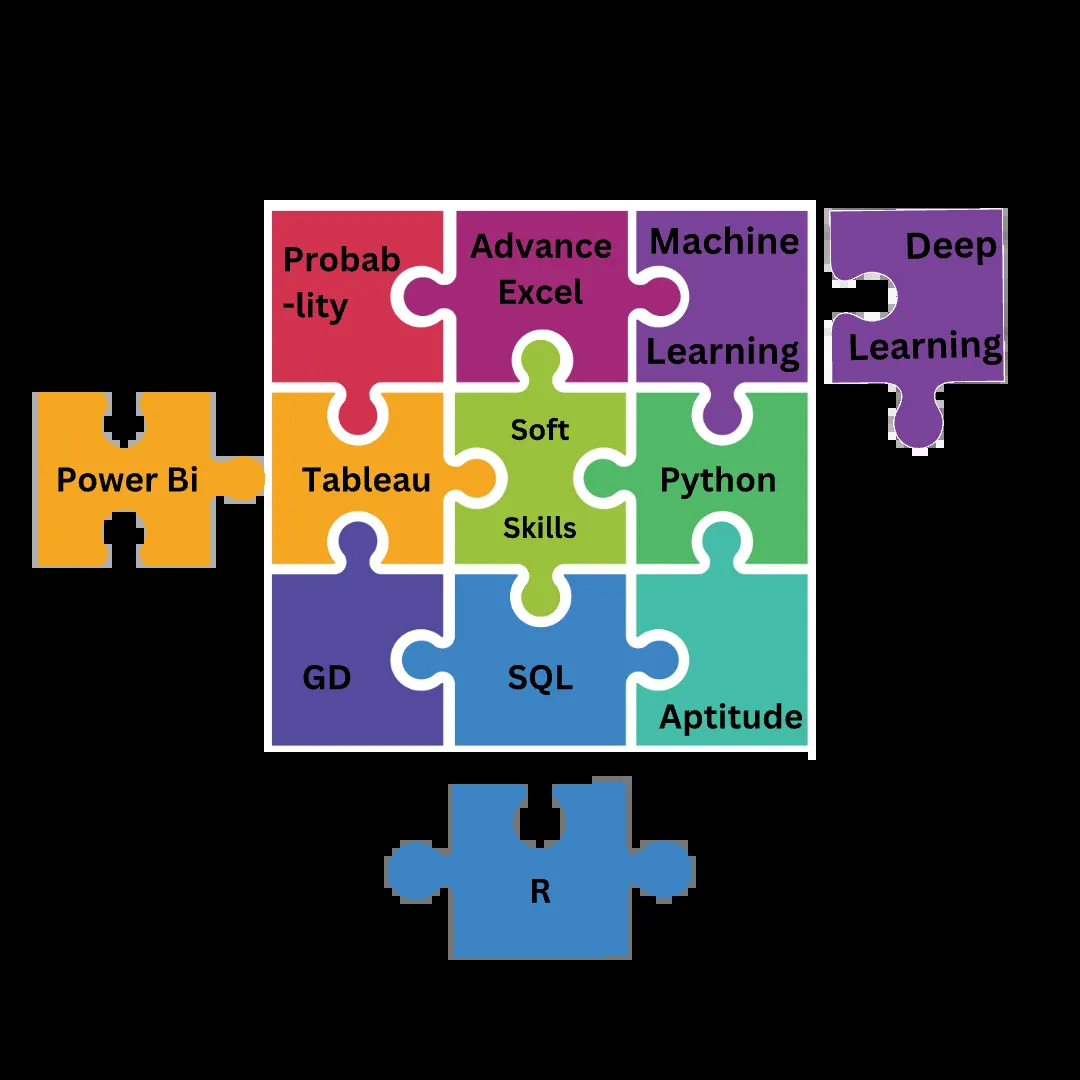 Probab
-lity
Advance
Excel
Machine
Learning
Deep
Learning
Power Bi
Tableau
Soft
Skills
Python
GD
SQL
Aptitude
R